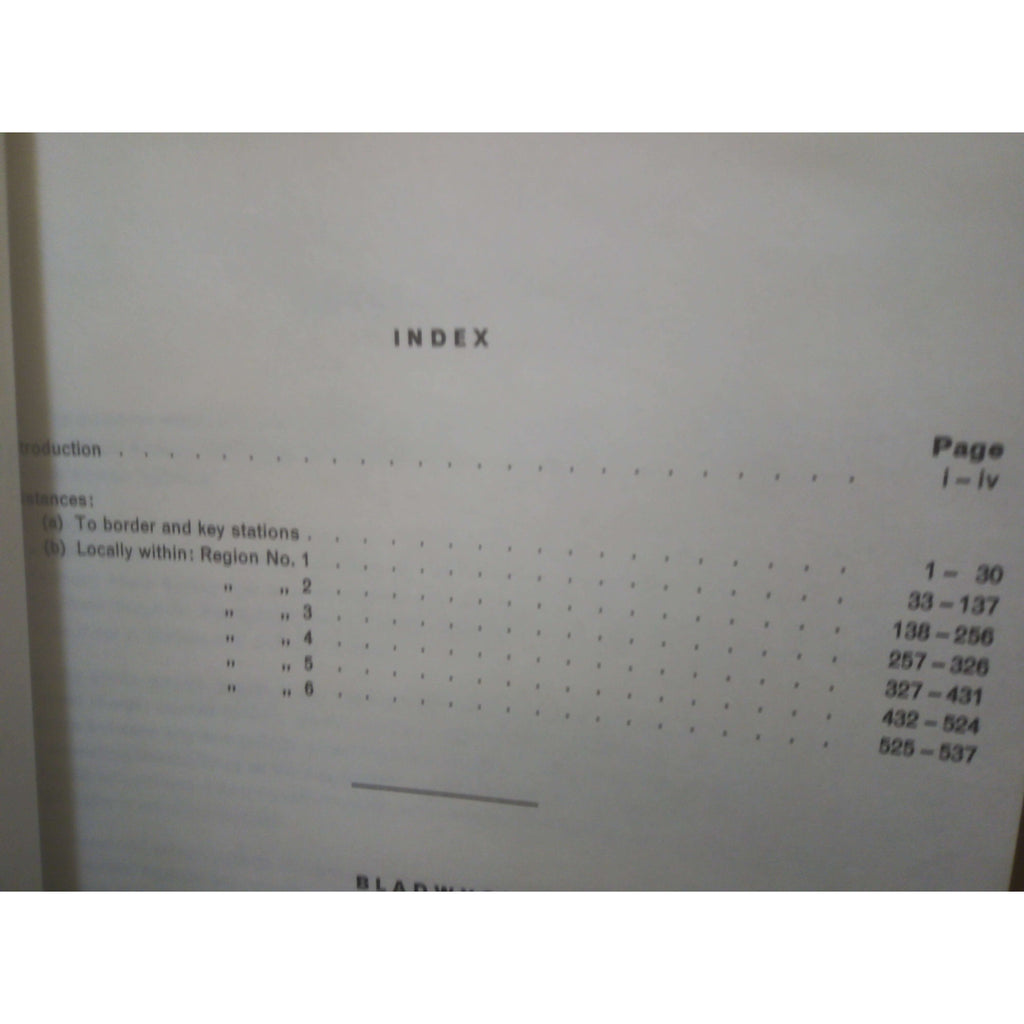 INDEX
Page
troduction . . . . . . . . . . . . . . . . . . . . . . . . . . . i – iv
stances:
(a) To border and key stations . . . . . . . . . . . . . . . . . . . 1 – 30
(b) Locally within: Region No. 1 . . . . . . . . . . . . . . . . . . 33 – 137
" " 2 . . . . . . . . . . . . . . . . . . 138 – 256
" " 3 . . . . . . . . . . . . . . . . . . 257 – 326
" " 4 . . . . . . . . . . . . . . . . . . 327 – 431
" " 5 . . . . . . . . . . . . . . . . . . 432 – 524
" " 6 . . . . . . . . . . . . . . . . . . 525 – 537